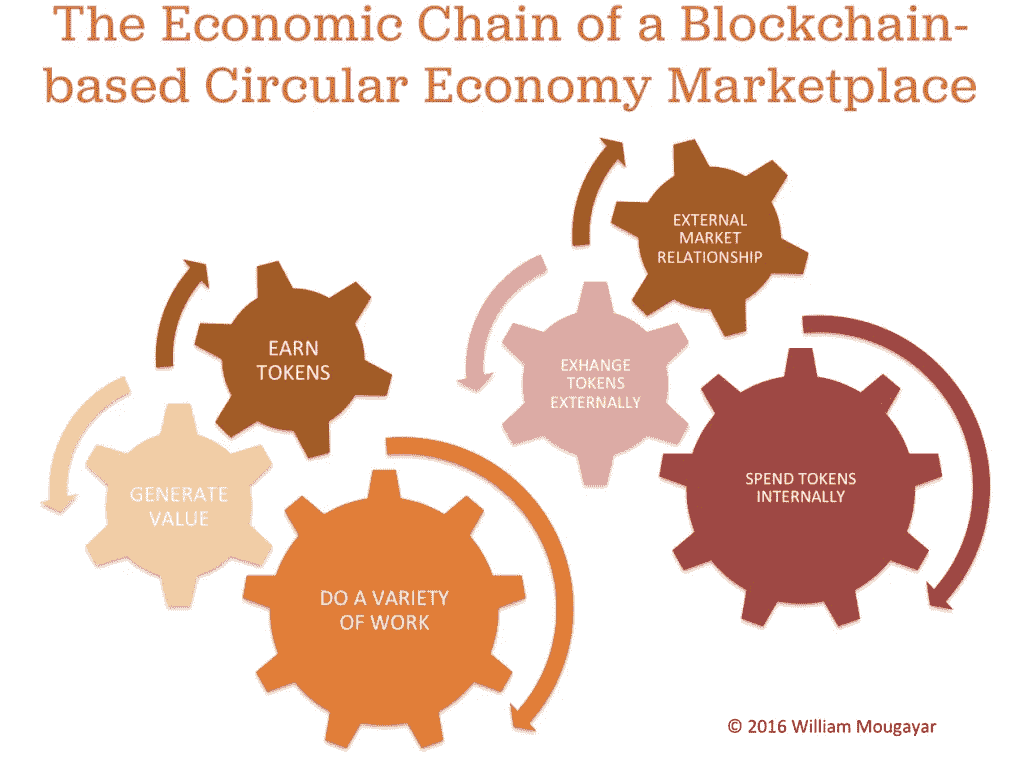 The Economic Chain of a Blockchain-
based Circular Economy Marketplace
EXTERNAL
MARKET
RELATIONSHIP
EARN
TOKENS
EXHANGE
TOKENS
EXTERNALLY
GENERATE
VALUE
SPEND TOKENS
INTERNALLY
DO A VARIETY
OF WORK
© 2016 William Mougayar